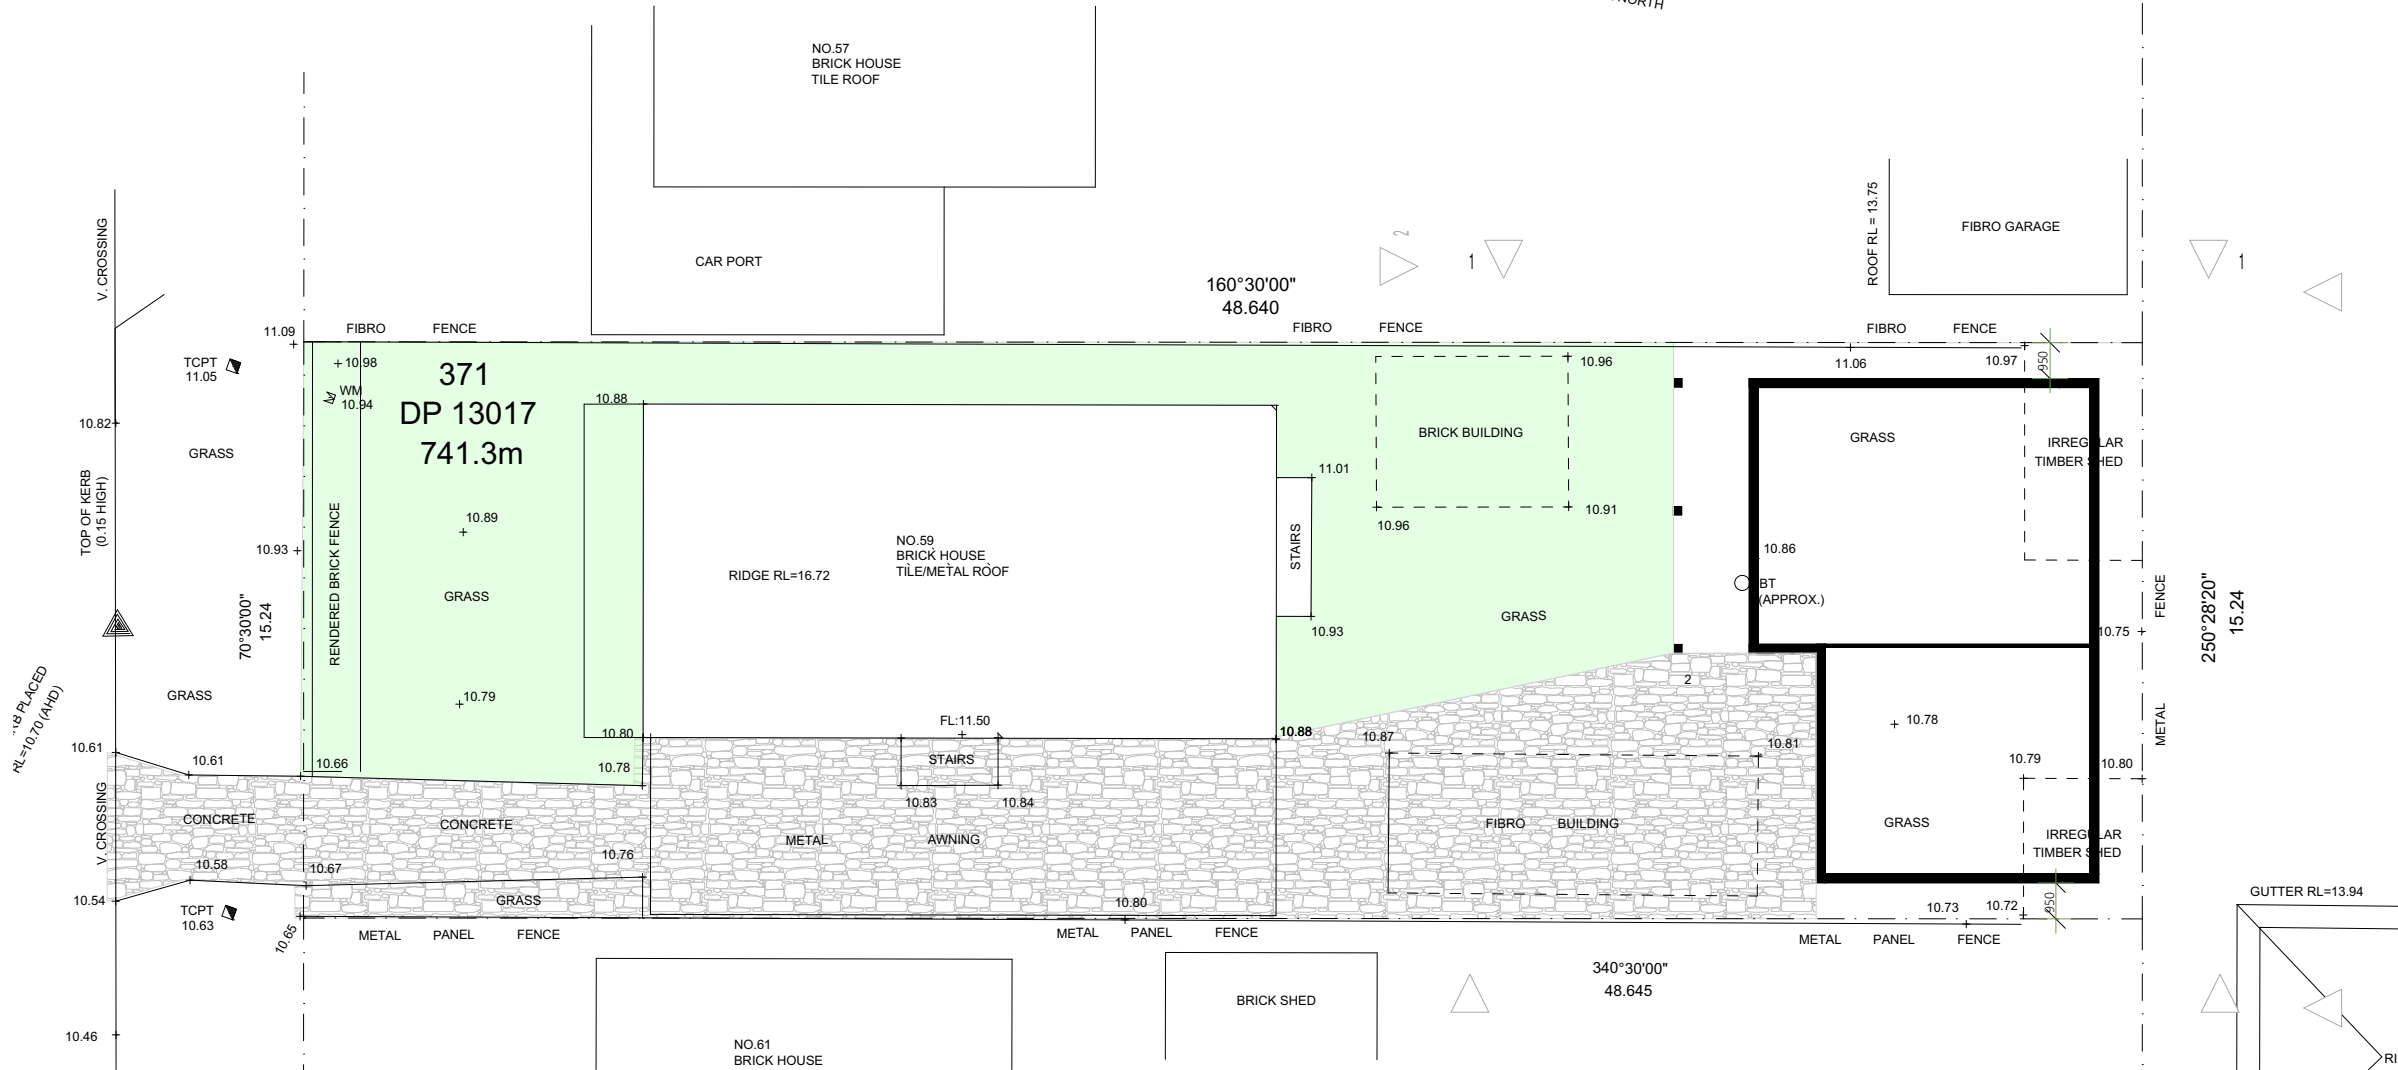 NORTH
NO.57
BRICK HOUSE
TILE ROOF
V. CROSSING
CAR PORT
2
1
ROOF RL = 13.75
FIBRO GARAGE
1
160°30'00"
48.640
11.09
FIBRO FENCE
FIBRO FENCE
FIBRO FENCE
TCPT
11.05
10.98
WM
10.94
371
DP 13017
741.3m
10.88
10.96
11.06
10.97
950
10.82
GRASS
BRICK BUILDING
GRASS
IRREGULAR
TIMBER SHED
TOP OF KERB
(0.15 HIGH)
RENDERED BRICK FENCE
10.89
11.01
10.96
10.91
10.93
NO.59
BRICK HOUSE
TILE/METAL ROOF
RIDGE RL=16.72
STAIRS
10.86
BT
(APPROX.)
GRASS
GRASS
10.93
70°30'00"
15.24
FENCE
10.75
250°28'20"
15.24
GRASS
10.79
PLACED
RL=10.70 (AHD)
2
METAL
FL:11.50
10.61
10.61
10.66
10.80
10.78
STAIRS
10.88
10.87
10.81
10.78
10.79
10.80
V. CROSSING
CONCRETE
CONCRETE
10.83
10.84
METAL AWNING
FIBRO BUILDING
GRASS
IRREGULAR
TIMBER SHED
10.58
10.67
10.76
10.54
GRASS
10.80
10.73
10.72
950
GUTTER RL=13.94
TCPT
10.63
10.65
METAL PANEL FENCE
METAL PANEL FENCE
METAL PANEL FENCE
340°30'00"
48.645
BRICK SHED
10.46
NO.61
BRICK HOUSE
RI